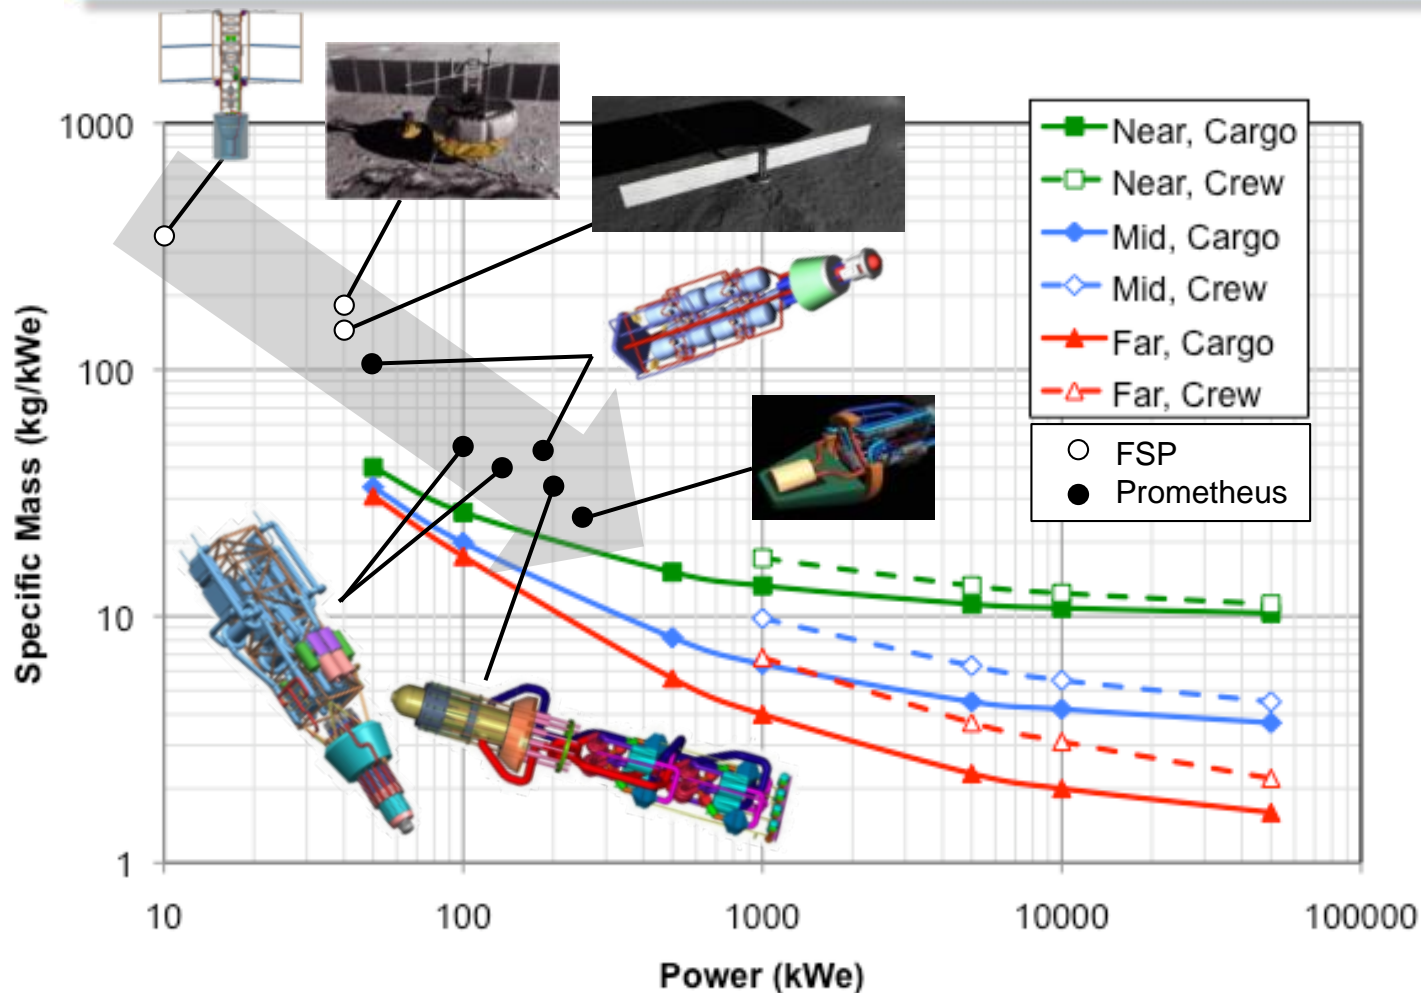 1000
100
10
1
Specific Mass (kg/kWe)
10
100
1000
10000
100000
Power (kWe)
Near, Cargo
Near, Crew
Mid, Cargo
Mid, Crew
Far, Cargo
Far, Crew
FSP
Prometheus